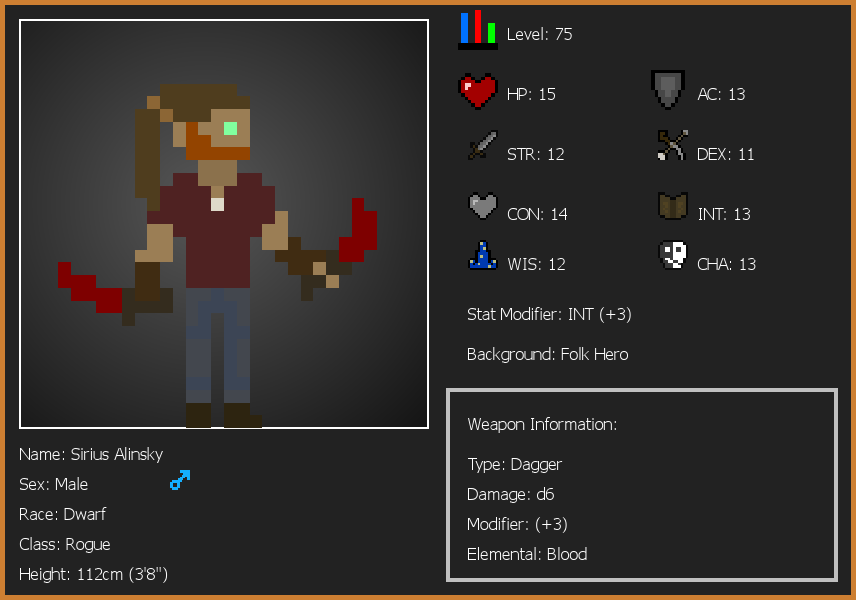 Level: 75
HP: 15
AC: 13
STR: 12
DEX: 11
CON: 14
INT: 13
WIS: 12
CHA: 13
Stat Modifier: INT (+3)
Background: Folk Hero
Weapon Information:
Type: Dagger
Damage: d6
Modifier: (+3)
Elemental: Blood
Name: Sirius Alinsky
Sex: Male
Race: Dwarf
Class: Rogue
Height: 112cm (3'8")